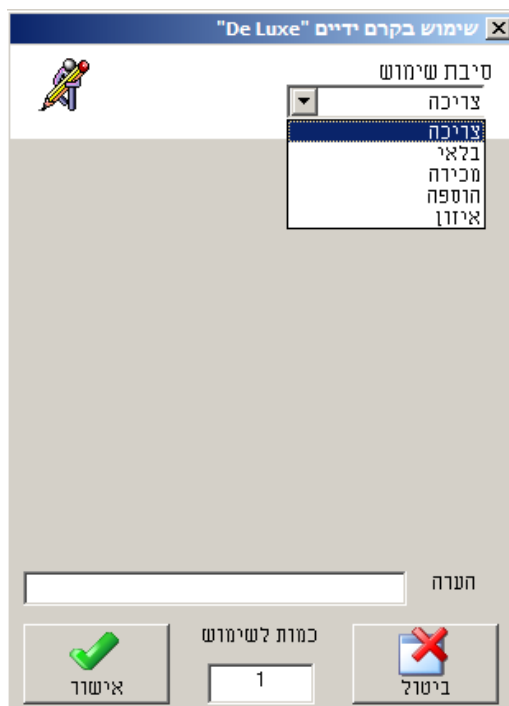 שימוש בקרם ידיים "De Luxe"
סיבת שימוש
צריכה
צריכה
בלאי
מכירה
הוספה
איזון
הערה
כמות לשימוש
ביטול
1
אישור